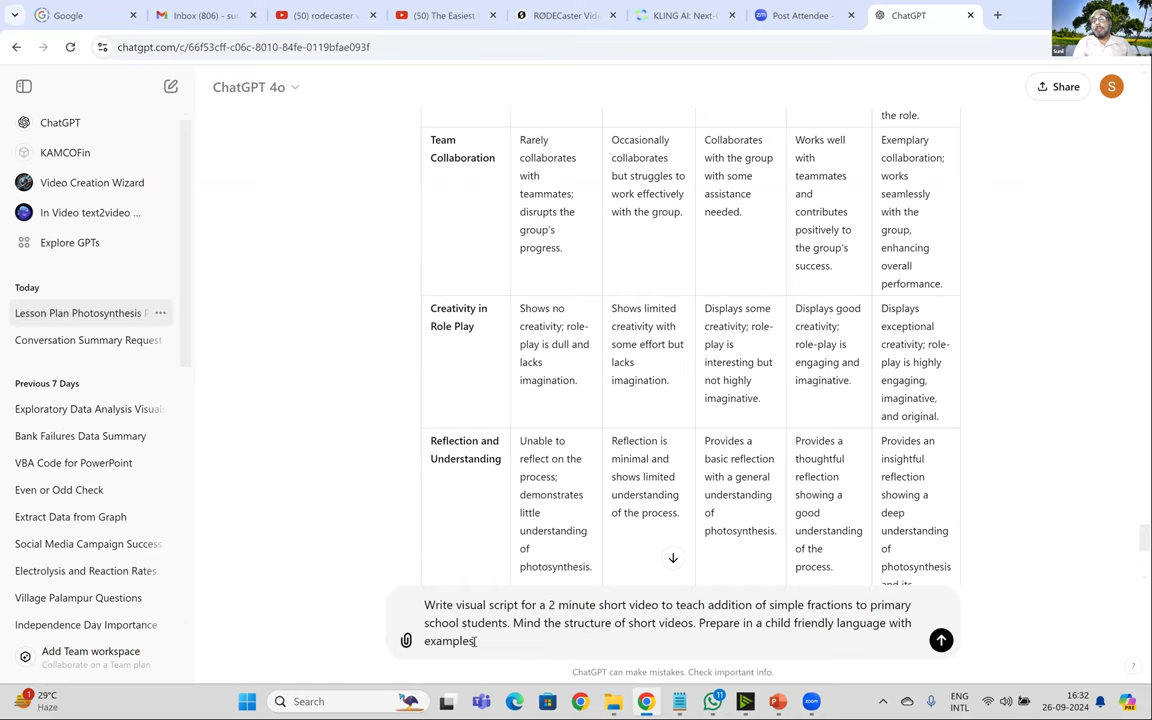 Google
Inbox (806) - su
(50) rodecaster v
(50) The Easiest
RØDECaster Vid
KLING AI: Next-
Post Attendee -
ChatGPT
chatgpt.com/c/66f53cff-c06c-8010-84fe-0119bfae093f
Sunil
ChatGPT 4o
Share
S
ChatGPT
KAMCOFin
Video Creation Wizard
In Video text2video ...
Explore GPTs
Today
Lesson Plan Photosynthesis
Conversation Summary Request
Previous 7 Days
Exploratory Data Analysis Visual
Bank Failures Data Summary
VBA Code for PowerPoint
Even or Odd Check
Extract Data from Graph
Social Media Campaign Success
Electrolysis and Reaction Rates
Village Palampur Questions
Independence Day Importance
Add Team workspace
Collaborate on a Team plan
the role.
Team Collaboration
Rarely collaborates with teammates; disrupts the group's progress.
Occasionally collaborates but struggles to work effectively with the group.
Collaborates with the group with some assistance needed.
Works well with teammates and contributes positively to the group's success.
Exemplary collaboration; works seamlessly with the group, enhancing overall performance.
Creativity in Role Play
Shows no creativity; role-play is dull and lacks imagination.
Shows limited creativity with some effort but lacks imagination.
Displays some creativity; role-play is interesting but not highly imaginative.
Displays good creativity; role-play is engaging and imaginative.
Displays exceptional creativity; role-play is highly engaging, imaginative, and original.
Reflection and Understanding
Unable to reflect on the process; demonstrates little understanding of photosynthesis.
Reflection is minimal and shows limited understanding of the process.
Provides a basic reflection with a general understanding of photosynthesis.
Provides a thoughtful reflection showing a good understanding of the process.
Provides an insightful reflection showing a deep understanding of photosynthesis and its
Write visual script for a 2 minute short video to teach addition of simple fractions to primary
school students. Mind the structure of short videos. Prepare in a child friendly language with
examples
ChatGPT can make mistakes. Check important info.
?
1
29°C
Haze
Search
11
ENG
INTL
16:32
26-09-2024
PRE